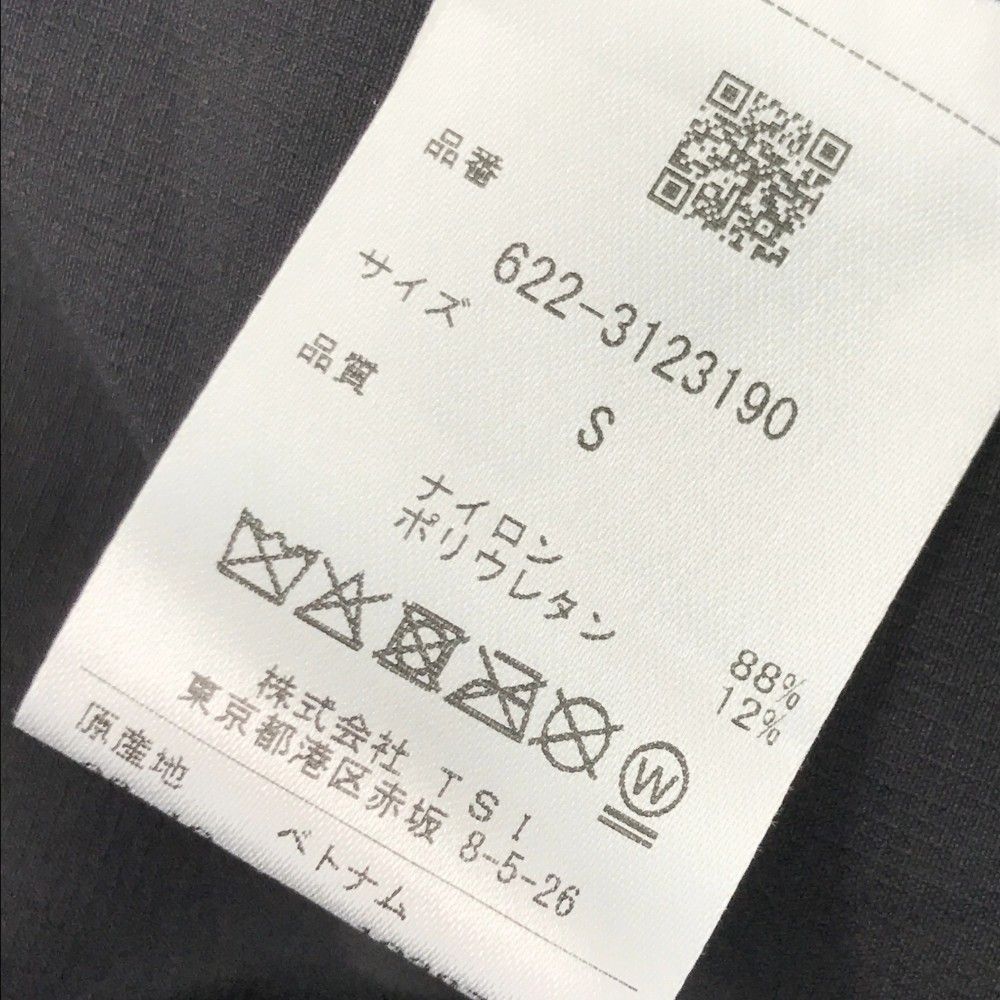 品番
622-3123190
サイズ
S
品質
ナイロン 88%
ポリウレタン 12%
W
株式会社 TSI
東京都港区赤坂 8-5-26
原産地
ベトナム